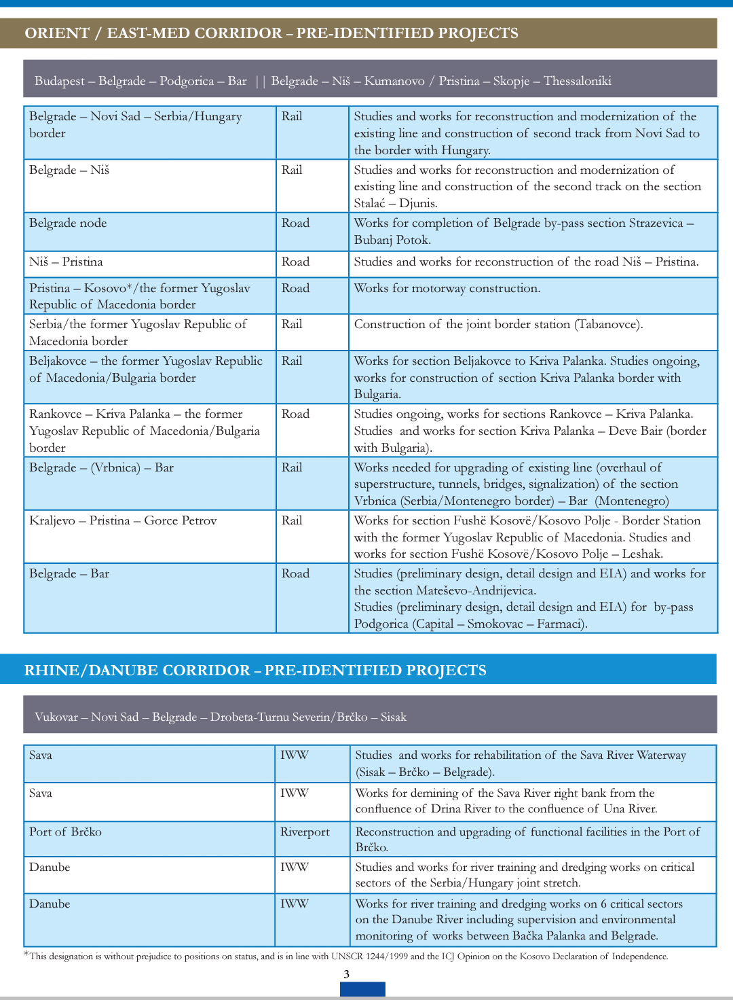 ORIENT / EAST-MED CORRIDOR – PRE-IDENTIFIED PROJECTS
Budapest – Belgrade – Podgorica – Bar || Belgrade – Niš – Kumanovo / Pristina – Skopje – Thessaloniki
Belgrade – Novi Sad – Serbia/Hungary
border
Rail
Studies and works for reconstruction and modernization of the
existing line and construction of second track from Novi Sad to
the border with Hungary.
Belgrade – Niš
Rail
Studies and works for reconstruction and modernization of
existing line and construction of the second track on the section
Stalać – Djunis.
Belgrade node
Road
Works for completion of Belgrade by-pass section Strazevica –
Bubanj Potok.
Niš – Pristina
Road
Studies and works for reconstruction of the road Niš – Pristina.
Pristina – Kosovo*/the former Yugoslav
Republic of Macedonia border
Road
Works for motorway construction.
Serbia/the former Yugoslav Republic of
Macedonia border
Rail
Construction of the joint border station (Tabanovce).
Beljakovce – the former Yugoslav Republic
of Macedonia/Bulgaria border
Rail
Works for section Beljakovce to Kriva Palanka. Studies ongoing,
works for construction of section Kriva Palanka border with
Bulgaria.
Rankovce – Kriva Palanka – the former
Yugoslav Republic of Macedonia/Bulgaria
border
Road
Studies ongoing, works for sections Rankovce – Kriva Palanka.
Studies and works for section Kriva Palanka – Deve Bair (border
with Bulgaria).
Belgrade – (Vrbnica) – Bar
Rail
Works needed for upgrading of existing line (overhaul of
superstructure, tunnels, bridges, signalization) of the section
Vrbnica (Serbia/Montenegro border) – Bar (Montenegro)
Kraljevo – Pristina – Gorce Petrov
Rail
Works for section Fushë Kosovë/Kosovo Polje - Border Station
with the former Yugoslav Republic of Macedonia. Studies and
works for section Fushë Kosovë/Kosovo Polje – Leshak.
Belgrade – Bar
Road
Studies (preliminary design, detail design and EIA) and works for
the section Mateševo-Andrijevica.
Studies (preliminary design, detail design and EIA) for by-pass
Podgorica (Capital – Smokovac – Farmaci).
RHINE/DANUBE CORRIDOR – PRE-IDENTIFIED PROJECTS
Vukovar – Novi Sad – Belgrade – Drobeta-Turnu Severin/Brčko – Sisak
Sava
IWW
Studies and works for rehabilitation of the Sava River Waterway
(Sisak – Brčko – Belgrade).
Sava
IWW
Works for demining of the Sava River right bank from the
confluence of Drina River to the confluence of Una River.
Port of Brčko
Riverport
Reconstruction and upgrading of functional facilities in the Port of
Brčko.
Danube
IWW
Studies and works for river training and dredging works on critical
sectors of the Serbia/Hungary joint stretch.
Danube
IWW
Works for river training and dredging works on 6 critical sectors
on the Danube River including supervision and environmental
monitoring of works between Bačka Palanka and Belgrade.
*This designation is without prejudice to positions on status, and is in line with UNSCR 1244/1999 and the ICJ Opinion on the Kosovo Declaration of Independence.
3